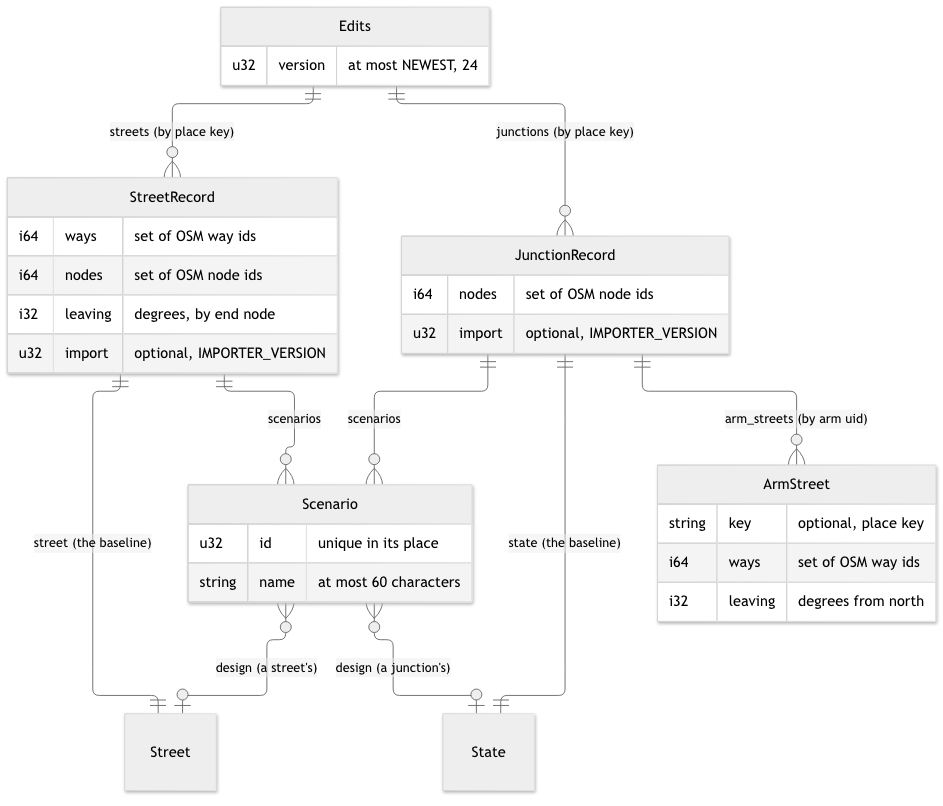 Edits
u32 version at most NEWEST, 24
streets (by place key)
junctions (by place key)
StreetRecord
i64 ways set of OSM way ids
i64 nodes set of OSM node ids
i32 leaving degrees, by end node
u32 import optional, IMPORTER_VERSION
JunctionRecord
i64 nodes set of OSM node ids
u32 import optional, IMPORTER_VERSION
scenarios
scenarios
arm_streets (by arm uid)
Scenario
u32 id unique in its place
string name at most 60 characters
ArmStreet
string key optional, place key
i64 ways set of OSM way ids
i32 leaving degrees from north
street (the baseline)
state (the baseline)
design (a street's)
design (a junction's)
Street
State